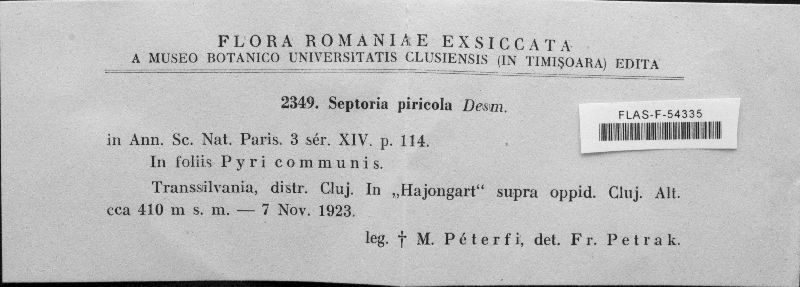 FLORA ROMANIAE EXSICCATA
A MUSEO BOTANICO UNIVERSITATIS CLUSIENSIS (IN TIMIŞOARA) EDITA
2349. Septoria piricola Desm.
FLAS-F-54335
in Ann. Sc. Nat. Paris. 3 sér. XIV. p. 114.
In foliis Pyri communis.
Transsilvania, distr. Cluj. In „Hajongart“ supra oppid. Cluj. Alt.
cca 410 m s. m. — 7 Nov. 1923.
leg. † M. Péterfi, det. Fr. Petrak.